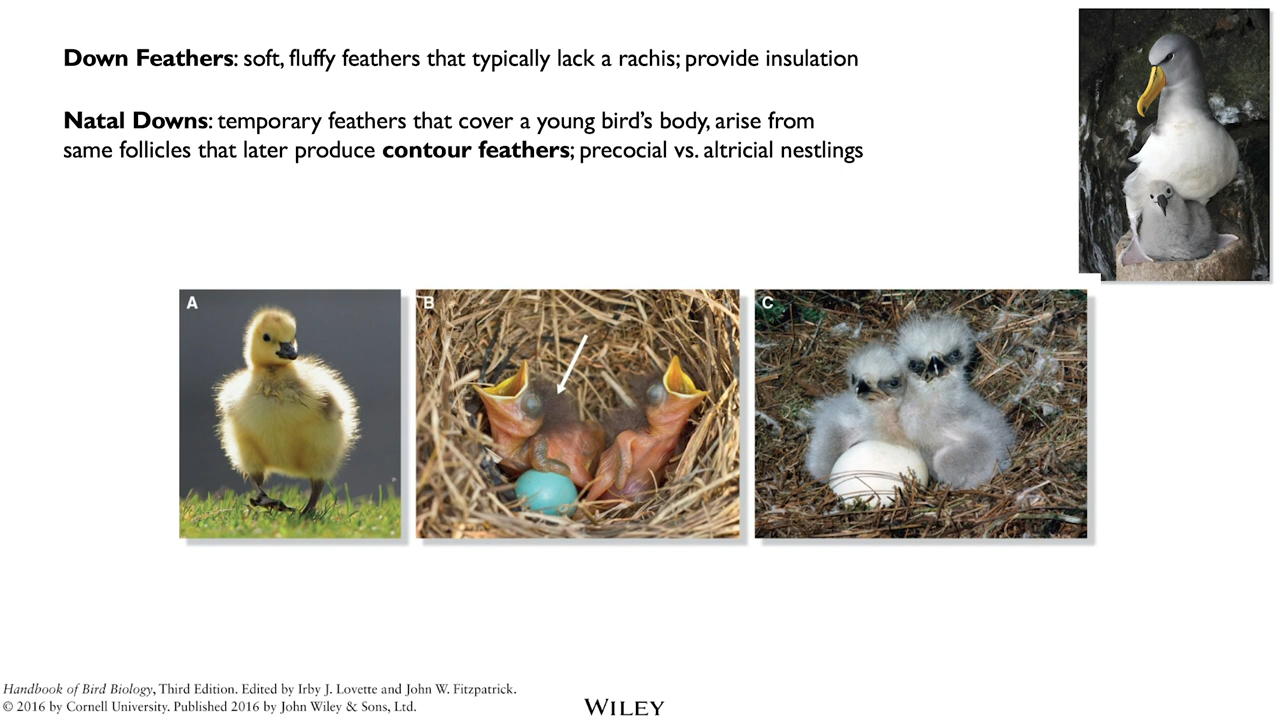 Down Feathers: soft, fluffy feathers that typically lack a rachis; provide insulation
Natal Downs: temporary feathers that cover a young bird’s body, arise from
same follicles that later produce contour feathers; precocial vs. altricial nestlings
A
B
C
Handbook of Bird Biology, Third Edition. Edited by Irby J. Lovette and John W. Fitzpatrick.
© 2016 by Cornell University. Published 2016 by John Wiley & Sons, Ltd.
WILEY